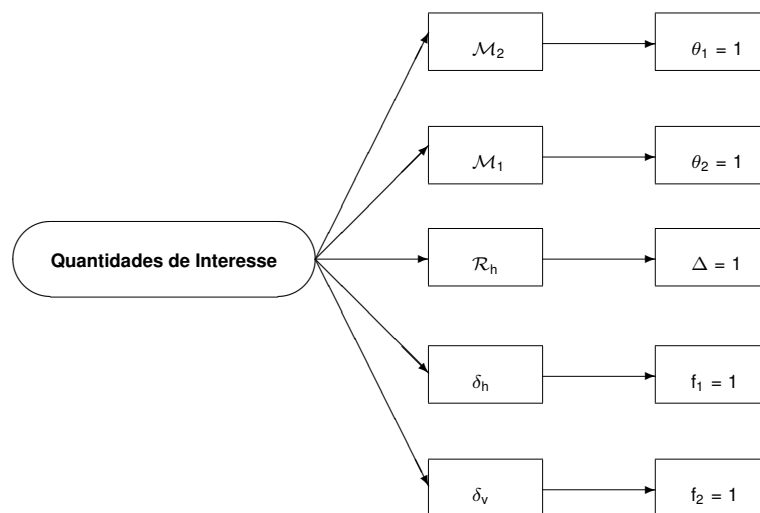 ℳ₂
θ₁ = 1
ℳ₁
θ₂ = 1
Quantidades de Interesse
ℛₕ
Δ = 1
δₕ
f₁ = 1
δᵥ
f₂ = 1